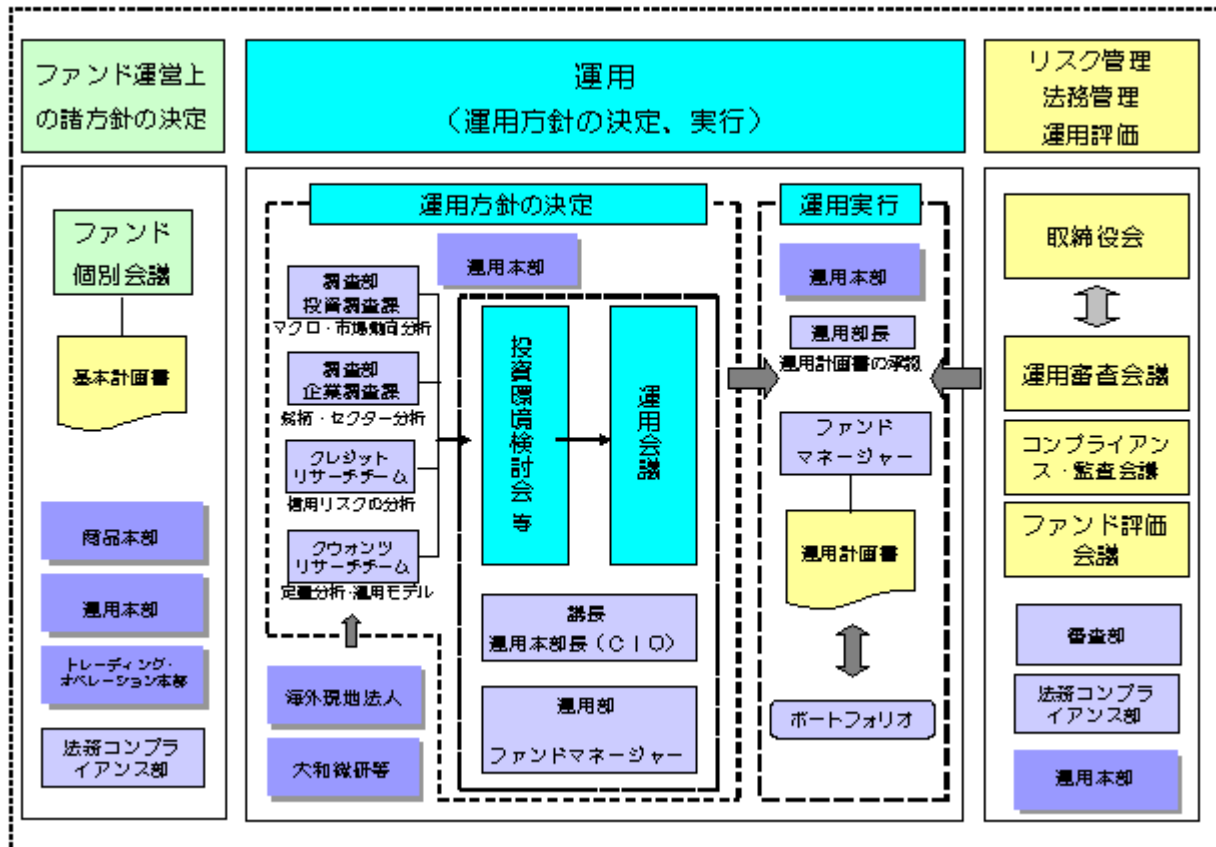 ファンド運営上
の諸方針の決定
運用
（運用方針の決定、実行）
リスク管理
法務管理
運用評価
ファンド
個別会議
基本計画書
商品本部
運用本部
トレーディング・
オペレーション本部
法務コンプラ
イアンス部
運用方針の決定
運用本部
調査部
投資調査課
マクロ・市場動向分析
調査部
企業調査課
銘柄・セクター分析
クレジット
リサーチチーム
信用リスクの分析
クウォンツ
リサーチチーム
定量分析・運用モデル
海外現地法人
大和総研等
投資環境検討会 等
運用会議
議長
運用本部長（ＣＩＯ）
運用部
ファンドマネージャー
運用実行
運用本部
運用部長
運用計画書の承認
ファンド
マネージャー
運用計画書
ポートフォリオ
取締役会
運用審査会議
コンプライアン
ス・監査会議
ファンド評価
会議
審査部
法務コンプラ
イアンス部
運用本部